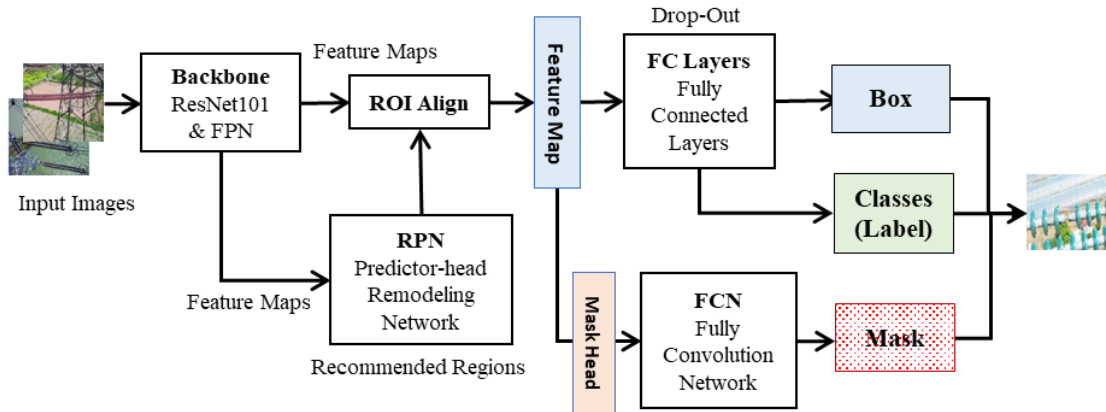 Input Images
Backbone
ResNet101
& FPN
Feature Maps
ROI Align
Feature Maps
RPN
Predictor-head
Remodeling
Network
Recommended Regions
Feature Map
Drop-Out
FC Layers
Fully
Connected
Layers
Box
Classes
(Label)
Mask Head
FCN
Fully
Convolution
Network
Mask